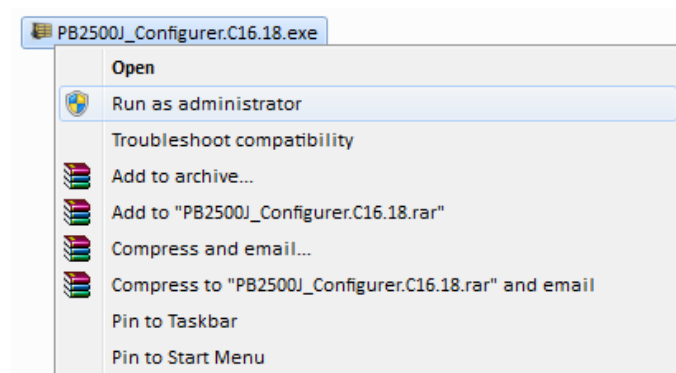 PB2500J_Configurer.C16.18.exe
Open
Run as administrator
Troubleshoot compatibility
Add to archive...
Add to "PB2500J_Configurer.C16.18.rar"
Compress and email...
Compress to "PB2500J_Configurer.C16.18.rar" and email
Pin to Taskbar
Pin to Start Menu